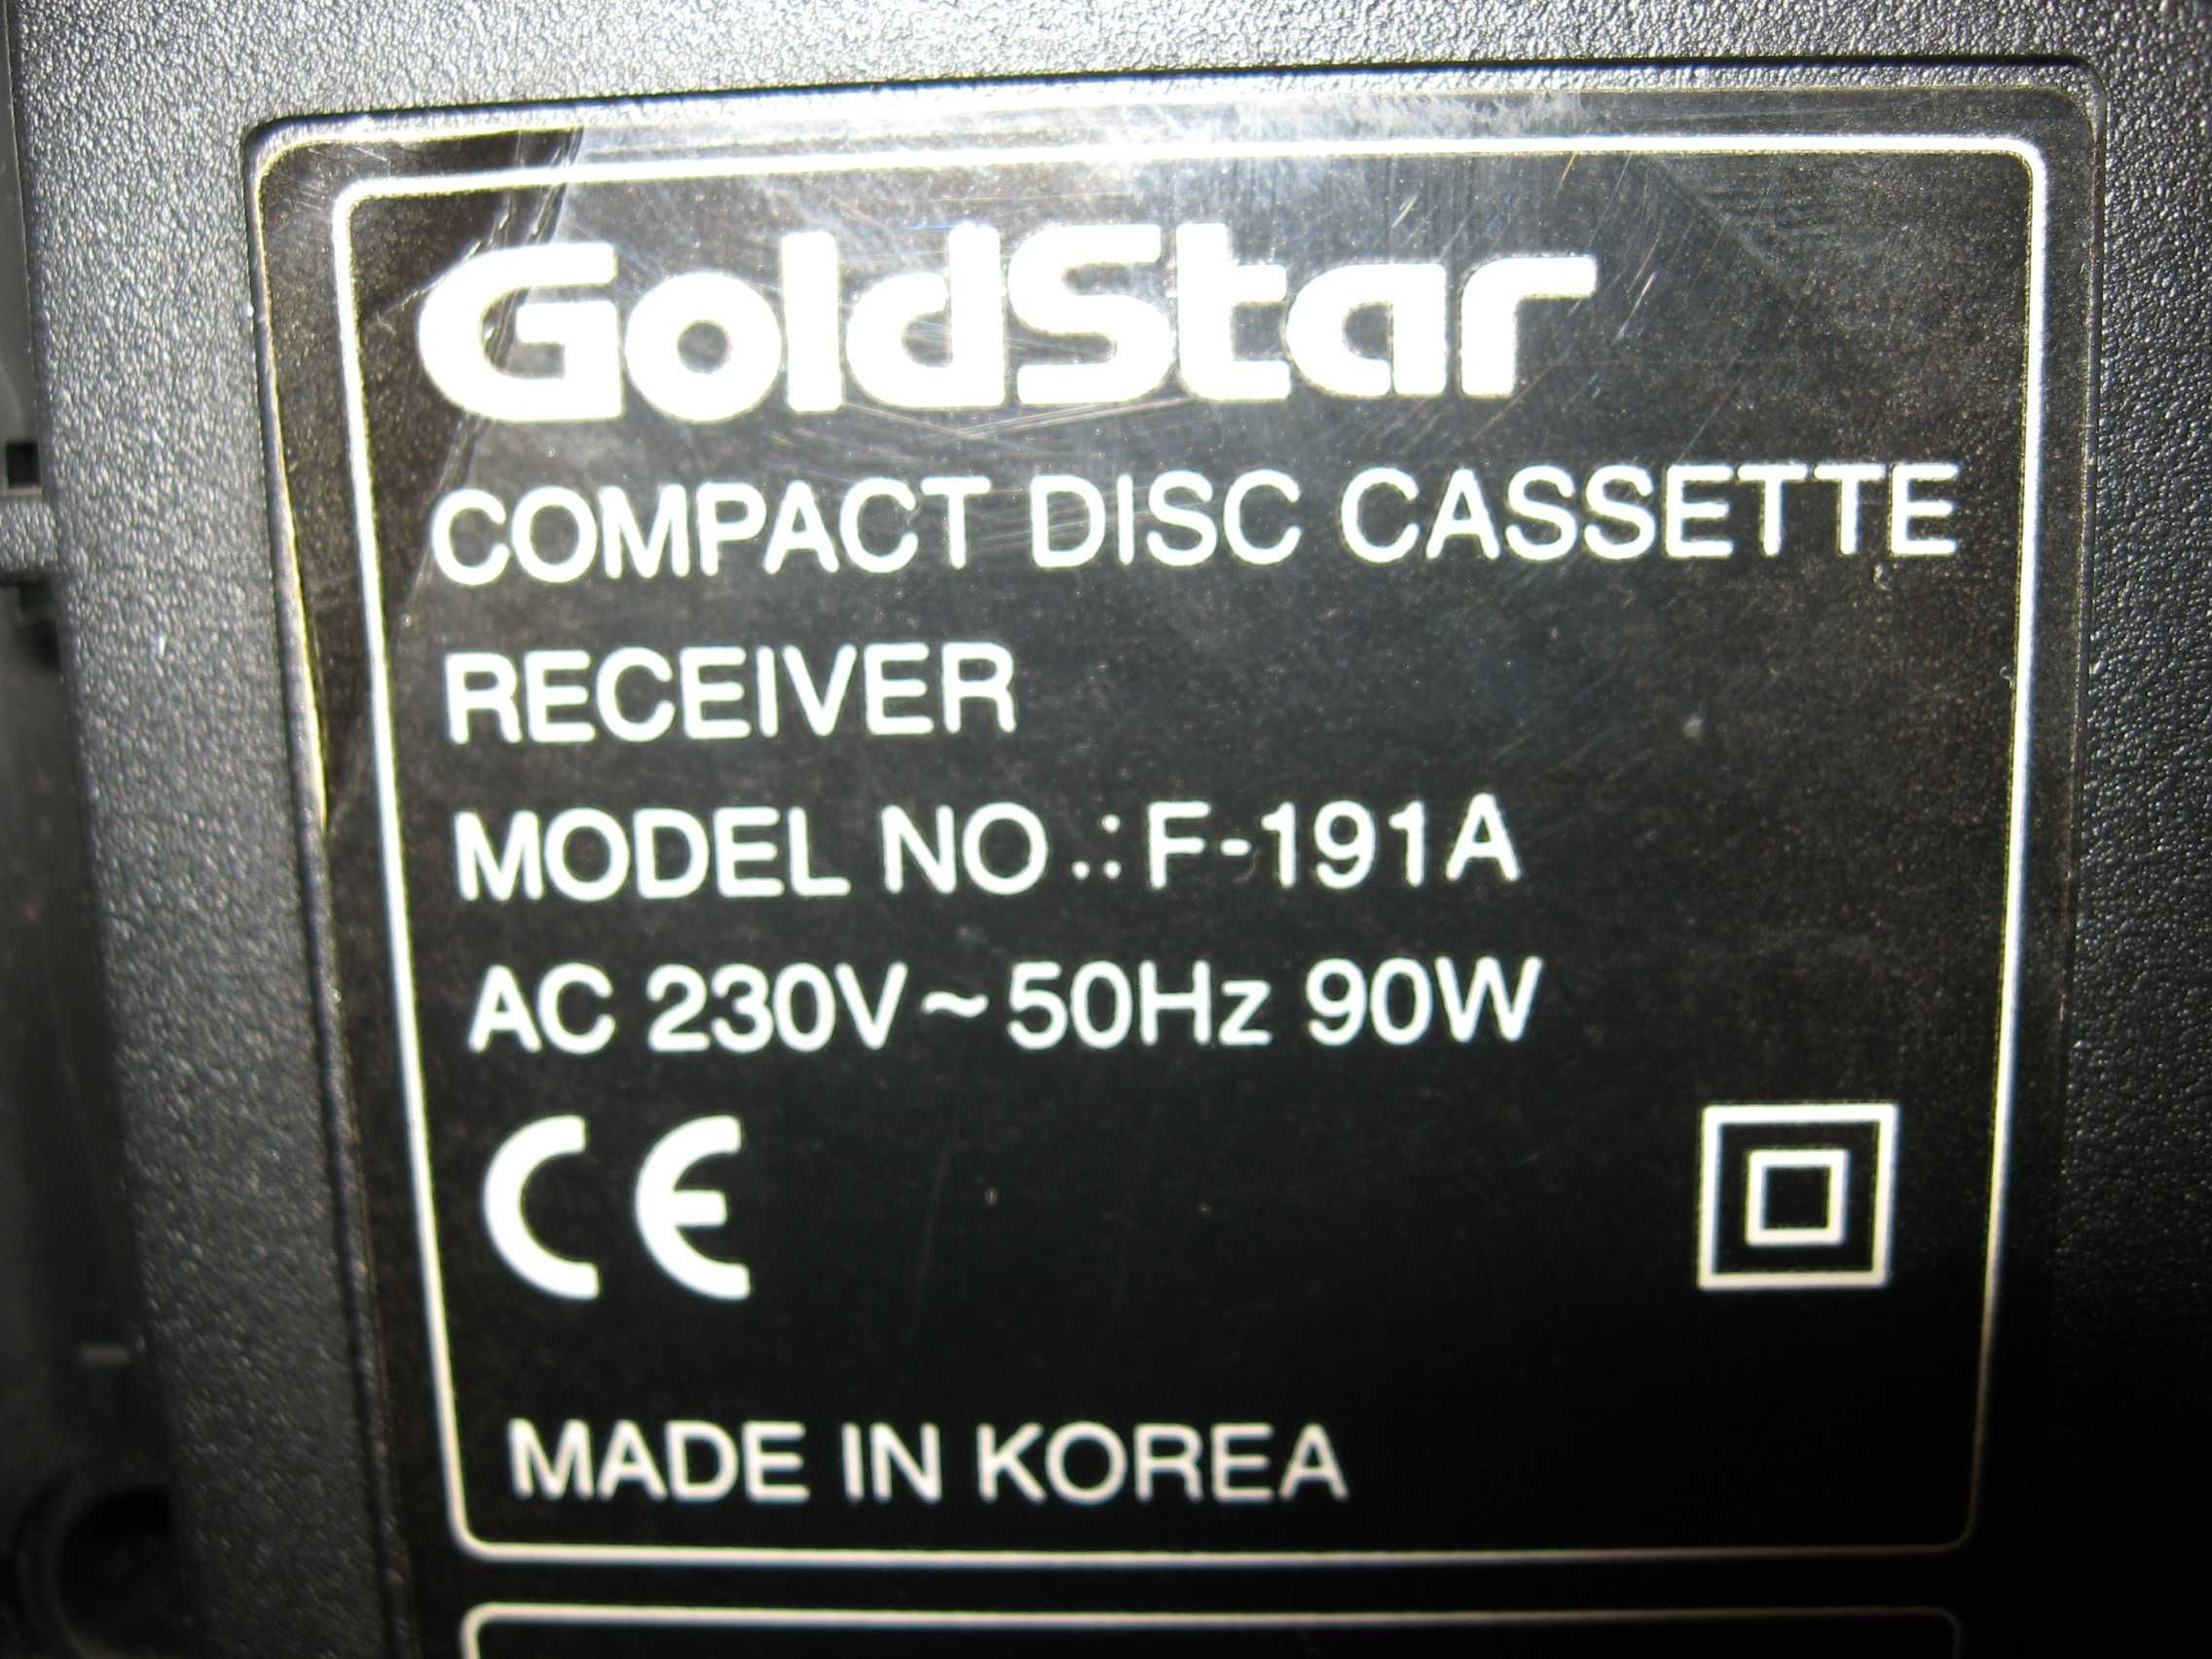 GoldStar
COMPACT DISC CASSETTE
RECEIVER
MODEL NO.: F-191A
AC 230V~50Hz 90W
CE
MADE IN KOREA